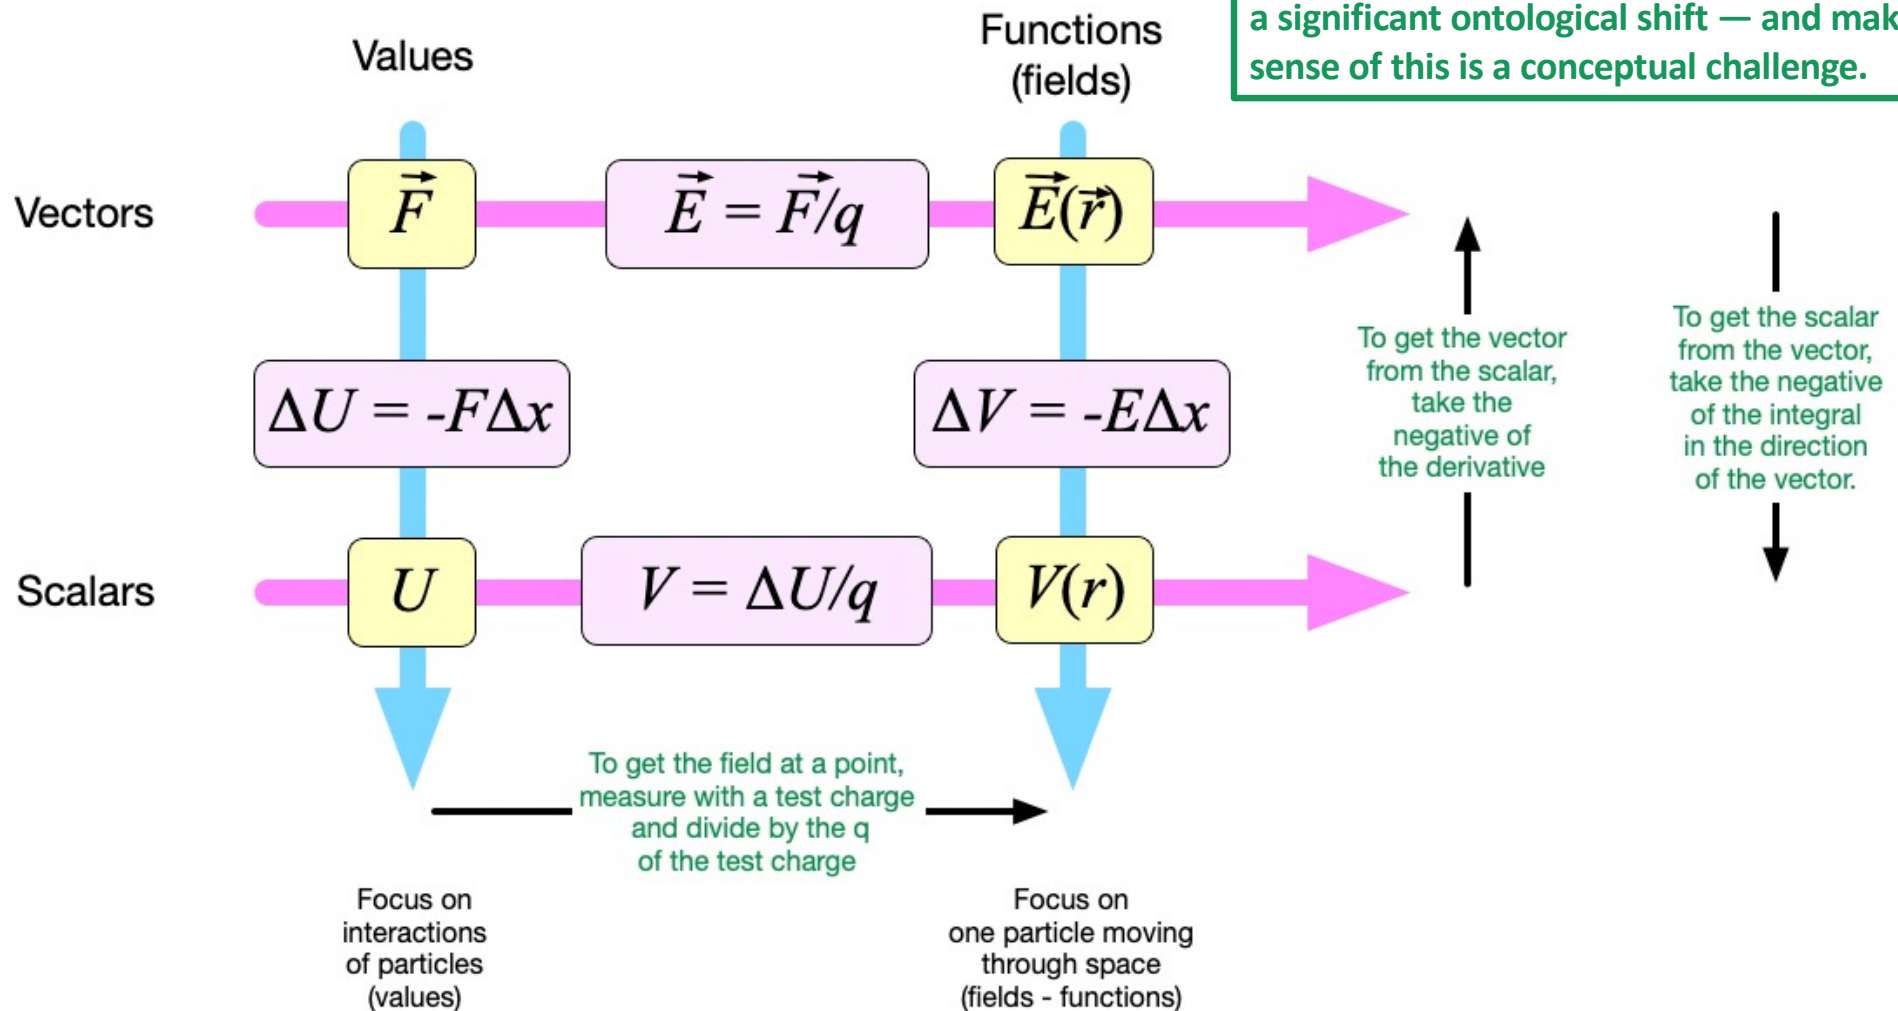 a significant ontological shift — and mak
sense of this is a conceptual challenge.
Values
Functions
(fields)
Vectors
F⃗
E⃗ = F⃗/q
E⃗(r⃗)
ΔU = -FΔx
ΔV = -EΔx
To get the vector
from the scalar,
take the
negative of
the derivative
To get the scalar
from the vector,
take the negative
of the integral
in the direction
of the vector.
Scalars
U
V = ΔU/q
V(r)
To get the field at a point,
measure with a test charge
and divide by the q
of the test charge
Focus on
interactions
of particles
(values)
Focus on
one particle moving
through space
(fields - functions)